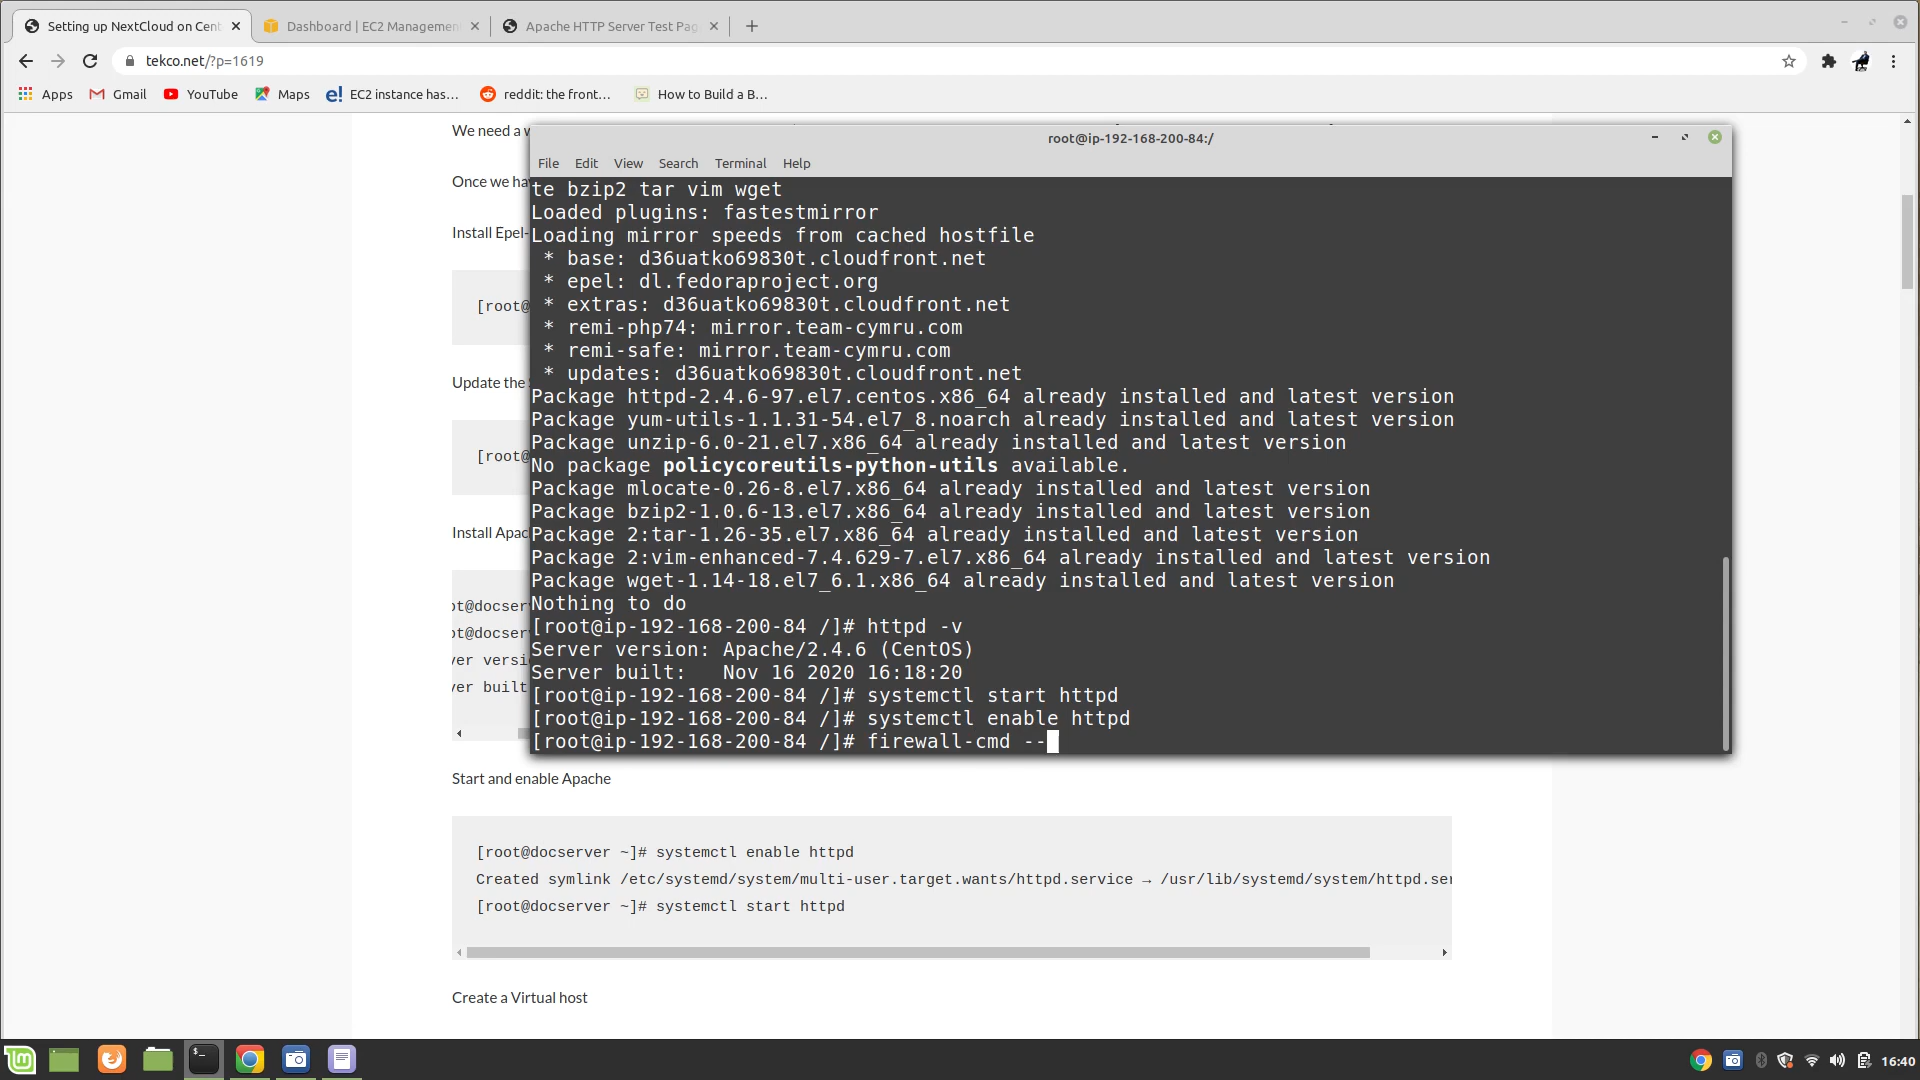 Setting up NextCloud on Cent
Dashboard | EC2 Managemen
Apache HTTP Server Test Pag
tekco.net/?p=1619
Apps
Gmail
YouTube
Maps
EC2 instance has...
reddit: the front...
How to Build a B...
We need a w
Once we hav
Install Epel-
[root@
Update the
[root@
Install Apac
ot@docser
ot@docser
ver versi
ver built
root@ip-192-168-200-84:/
File Edit View Search Terminal Help
te bzip2 tar vim wget
Loaded plugins: fastestmirror
Loading mirror speeds from cached hostfile
* base: d36uatko69830t.cloudfront.net
* epel: dl.fedoraproject.org
* extras: d36uatko69830t.cloudfront.net
* remi-php74: mirror.team-cymru.com
* remi-safe: mirror.team-cymru.com
* updates: d36uatko69830t.cloudfront.net
Package httpd-2.4.6-97.el7.centos.x86_64 already installed and latest version
Package yum-utils-1.1.31-54.el7_8.noarch already installed and latest version
Package unzip-6.0-21.el7.x86_64 already installed and latest version
No package policycoreutils-python-utils available.
Package mlocate-0.26-8.el7.x86_64 already installed and latest version
Package bzip2-1.0.6-13.el7.x86_64 already installed and latest version
Package 2:tar-1.26-35.el7.x86_64 already installed and latest version
Package 2:vim-enhanced-7.4.629-7.el7.x86_64 already installed and latest version
Package wget-1.14-18.el7_6.1.x86_64 already installed and latest version
Nothing to do
[root@ip-192-168-200-84 /]# httpd -v
Server version: Apache/2.4.6 (CentOS)
Server built:   Nov 16 2020 16:18:20
[root@ip-192-168-200-84 /]# systemctl start httpd
[root@ip-192-168-200-84 /]# systemctl enable httpd
[root@ip-192-168-200-84 /]# firewall-cmd --
Start and enable Apache
[root@docserver ~]# systemctl enable httpd
Created symlink /etc/systemd/system/multi-user.target.wants/httpd.service → /usr/lib/systemd/system/httpd.ser
[root@docserver ~]# systemctl start httpd
Create a Virtual host
16:40